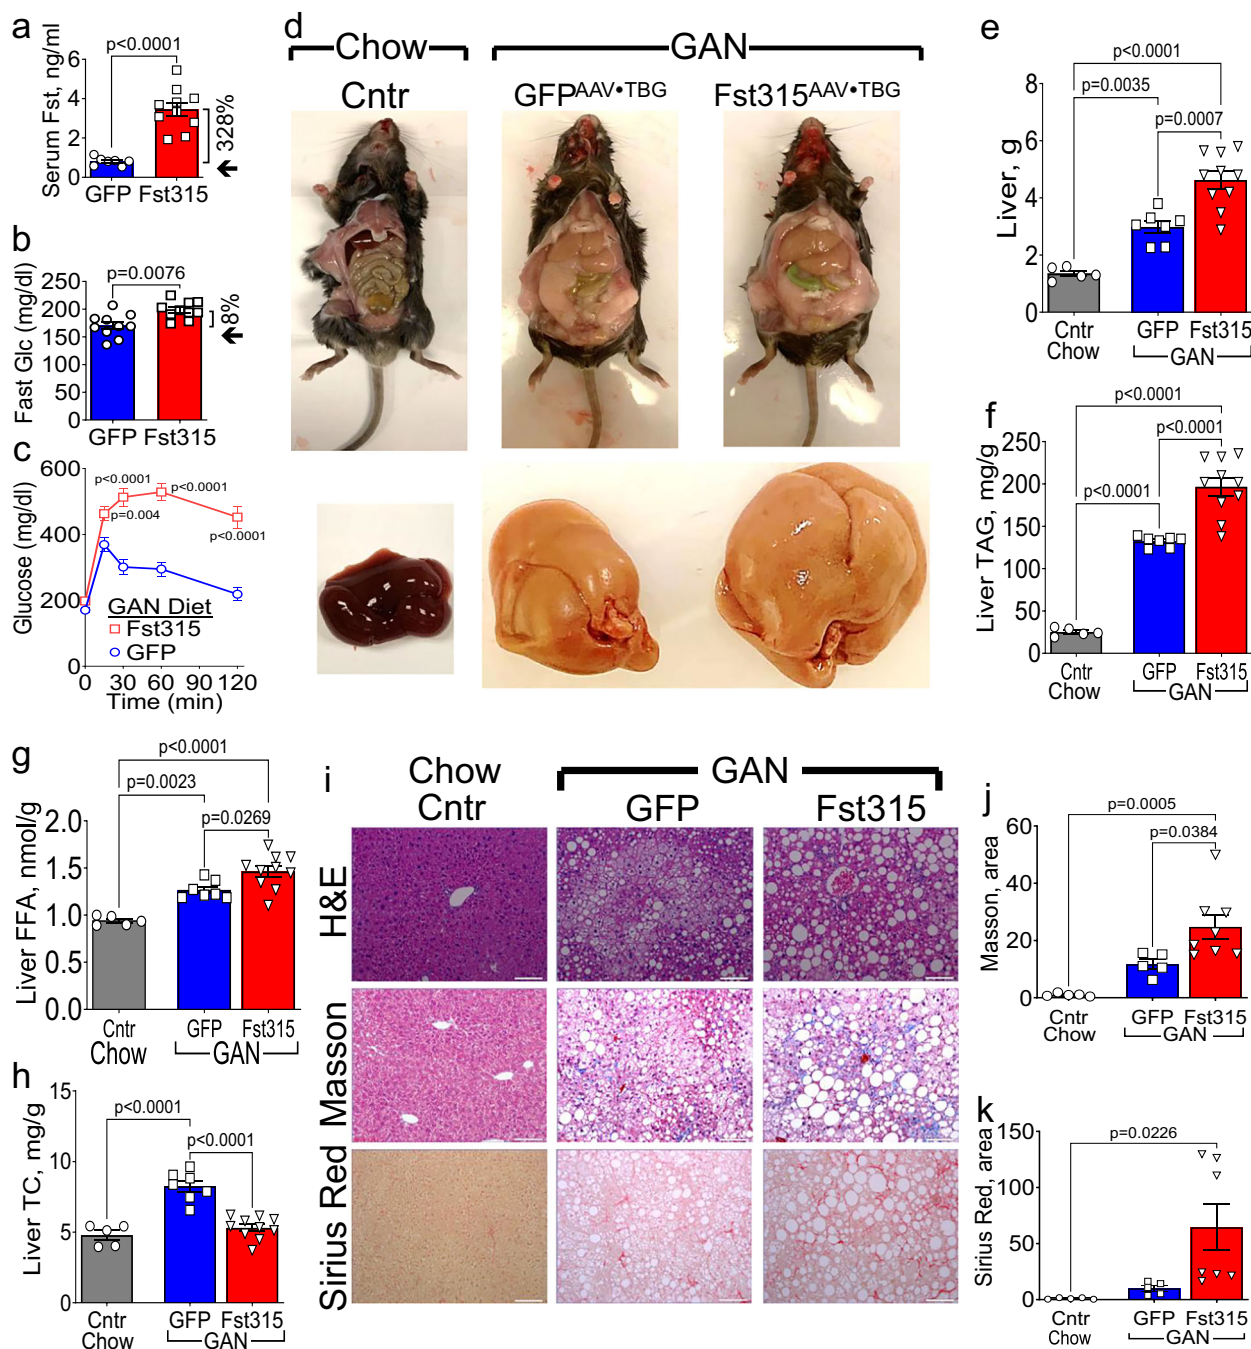 a
Serum Fst, ng/ml
p<0.0001
6
4
2
0
328%
GFP Fst315
b
Fast Glc (mg/dl)
p=0.0076
250
200
150
100
50
0
8%
GFP Fst315
c
Glucose (mg/dl)
600
400
200
0
p<0.0001
p<0.0001
p=0.004
p<0.0001
GAN Diet
Fst315
GFP
0 30 60 90 120
Time (min)
d
Chow GAN
Cntr GFPAAV•TBG Fst315AAV•TBG
e
Liver, g
p<0.0001
p=0.0035
p=0.0007
8
6
4
2
0
Cntr GFP Fst315
Chow GAN
f
Liver TAG, mg/g
p<0.0001
p<0.0001
p<0.0001
250
200
150
100
50
0
Cntr GFP Fst315
Chow GAN
g
Liver FFA, nmol/g
p<0.0001
p=0.0023
p=0.0269
2.0
1.5
1.0
0.5
0.0
Cntr GFP Fst315
Chow GAN
h
Liver TC, mg/g
p<0.0001
p<0.0001
15
10
5
0
Cntr GFP Fst315
Chow GAN
i
Chow GAN
Cntr GFP Fst315
H&E
Masson
Sirius Red
j
Masson, area
p=0.0005
p=0.0384
60
40
20
0
Cntr GFP Fst315
Chow GAN
k
Sirius Red, area
p=0.0226
150
100
50
0
Cntr GFP Fst315
Chow GAN